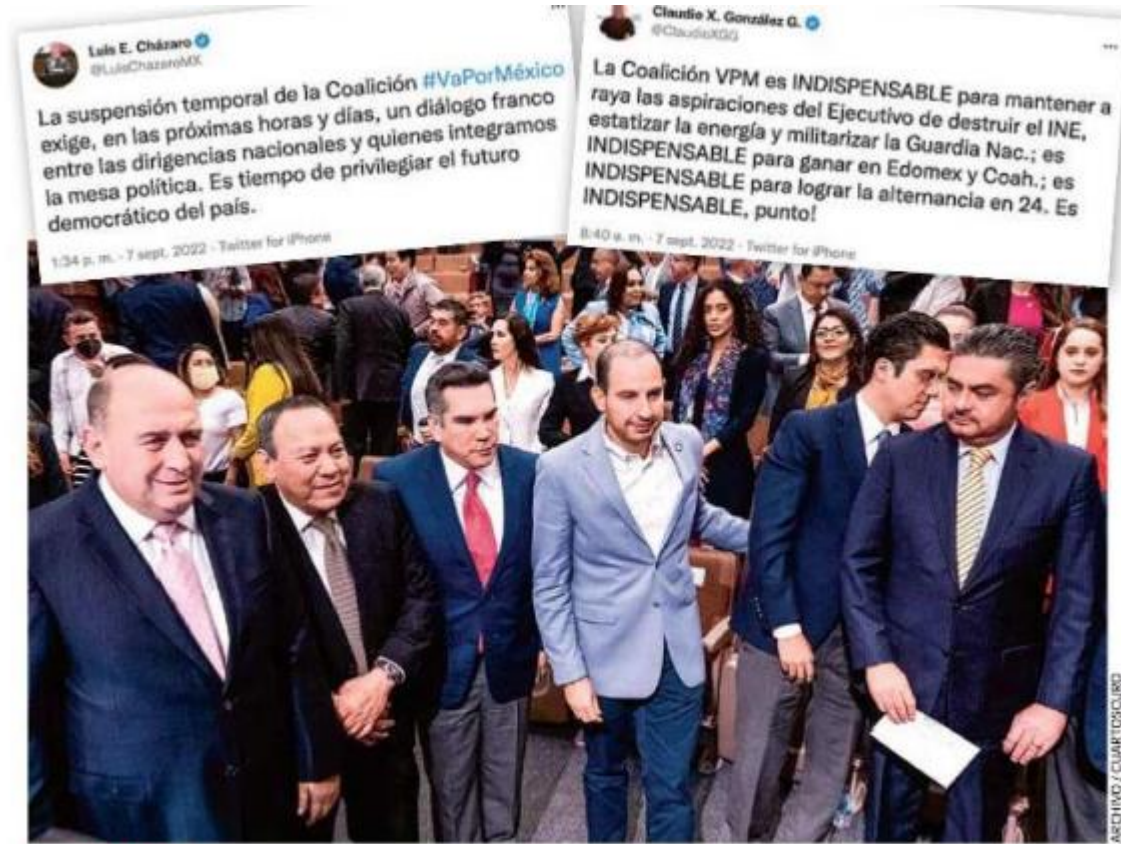 Luis E. Cházaro
@LuisChazaroMX
La suspensión temporal de la Coalición #VaPorMéxico
exige, en las próximas horas y días, un diálogo franco
entre las dirigencias nacionales y quienes integramos
la mesa política. Es tiempo de privilegiar el futuro
democrático del país.
1:34 p. m. · 7 sept. 2022 · Twitter for iPhone
Claudio X. González G.
@ClaudioXGG
La Coalición VPM es INDISPENSABLE para mantener a
raya las aspiraciones del Ejecutivo de destruir el INE,
estatizar la energía y militarizar la Guardia Nac.; es
INDISPENSABLE para ganar en Edomex y Coah.; es
INDISPENSABLE para lograr la alternancia en 24. Es
INDISPENSABLE, punto!
8:40 a. m. · 7 sept. 2022 · Twitter for iPhone
ARCHIVO / CUARTOSCURO